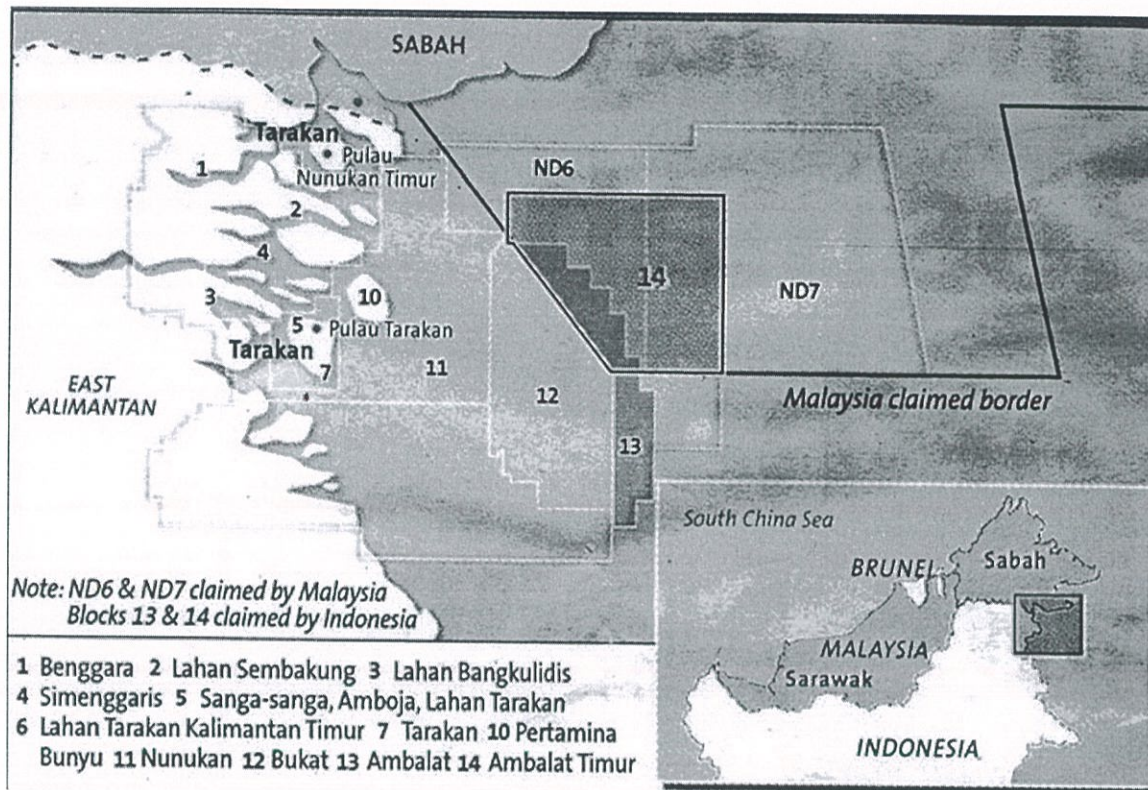 SABAH
Tarakan
1
Pulau
Nunukan Timur
ND6
2
4
14
ND7
3
10
5
Pulau Tarakan
Tarakan
7
11
EAST
KALIMANTAN
12
Malaysia claimed border
13
South China Sea
BRUNEI
Sabah
MALAYSIA
Sarawak
INDONESIA
Note: ND6 & ND7 claimed by Malaysia
Blocks 13 & 14 claimed by Indonesia
1 Benggara 2 Lahan Sembakung 3 Lahan Bangkulidis
4 Simenggaris 5 Sanga-sanga, Amboja, Lahan Tarakan
6 Lahan Tarakan Kalimantan Timur 7 Tarakan 10 Pertamina
Bunyu 11 Nunukan 12 Bukat 13 Ambalat 14 Ambalat Timur